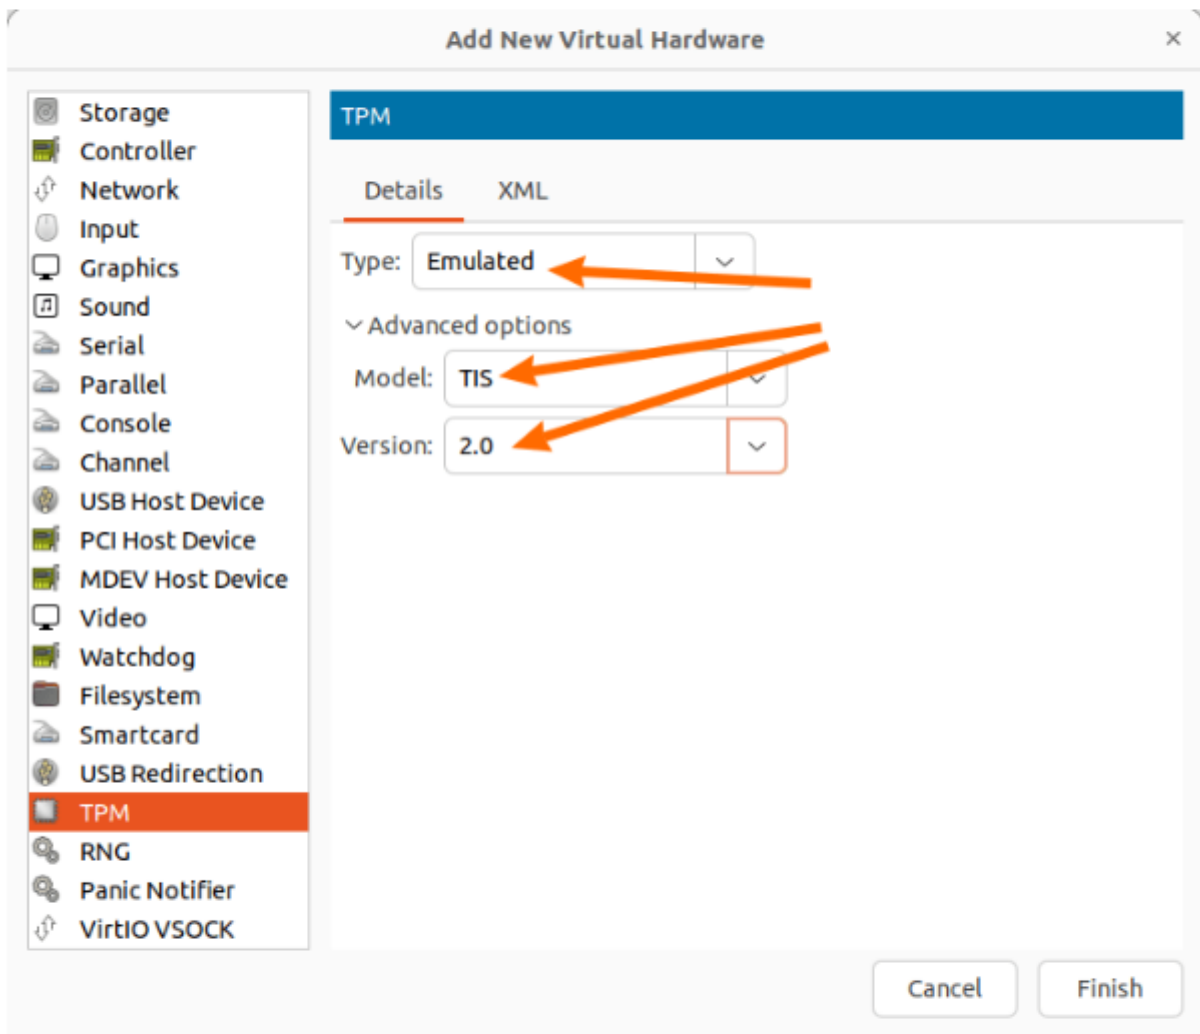 Add New Virtual Hardware
Storage
Controller
Network
Input
Graphics
Sound
Serial
Parallel
Console
Channel
USB Host Device
PCI Host Device
MDEV Host Device
Video
Watchdog
Filesystem
Smartcard
USB Redirection
TPM
RNG
Panic Notifier
VirtIO VSOCK
TPM
Details XML
Type: Emulated
Advanced options
Model: TIS
Version: 2.0
Cancel Finish